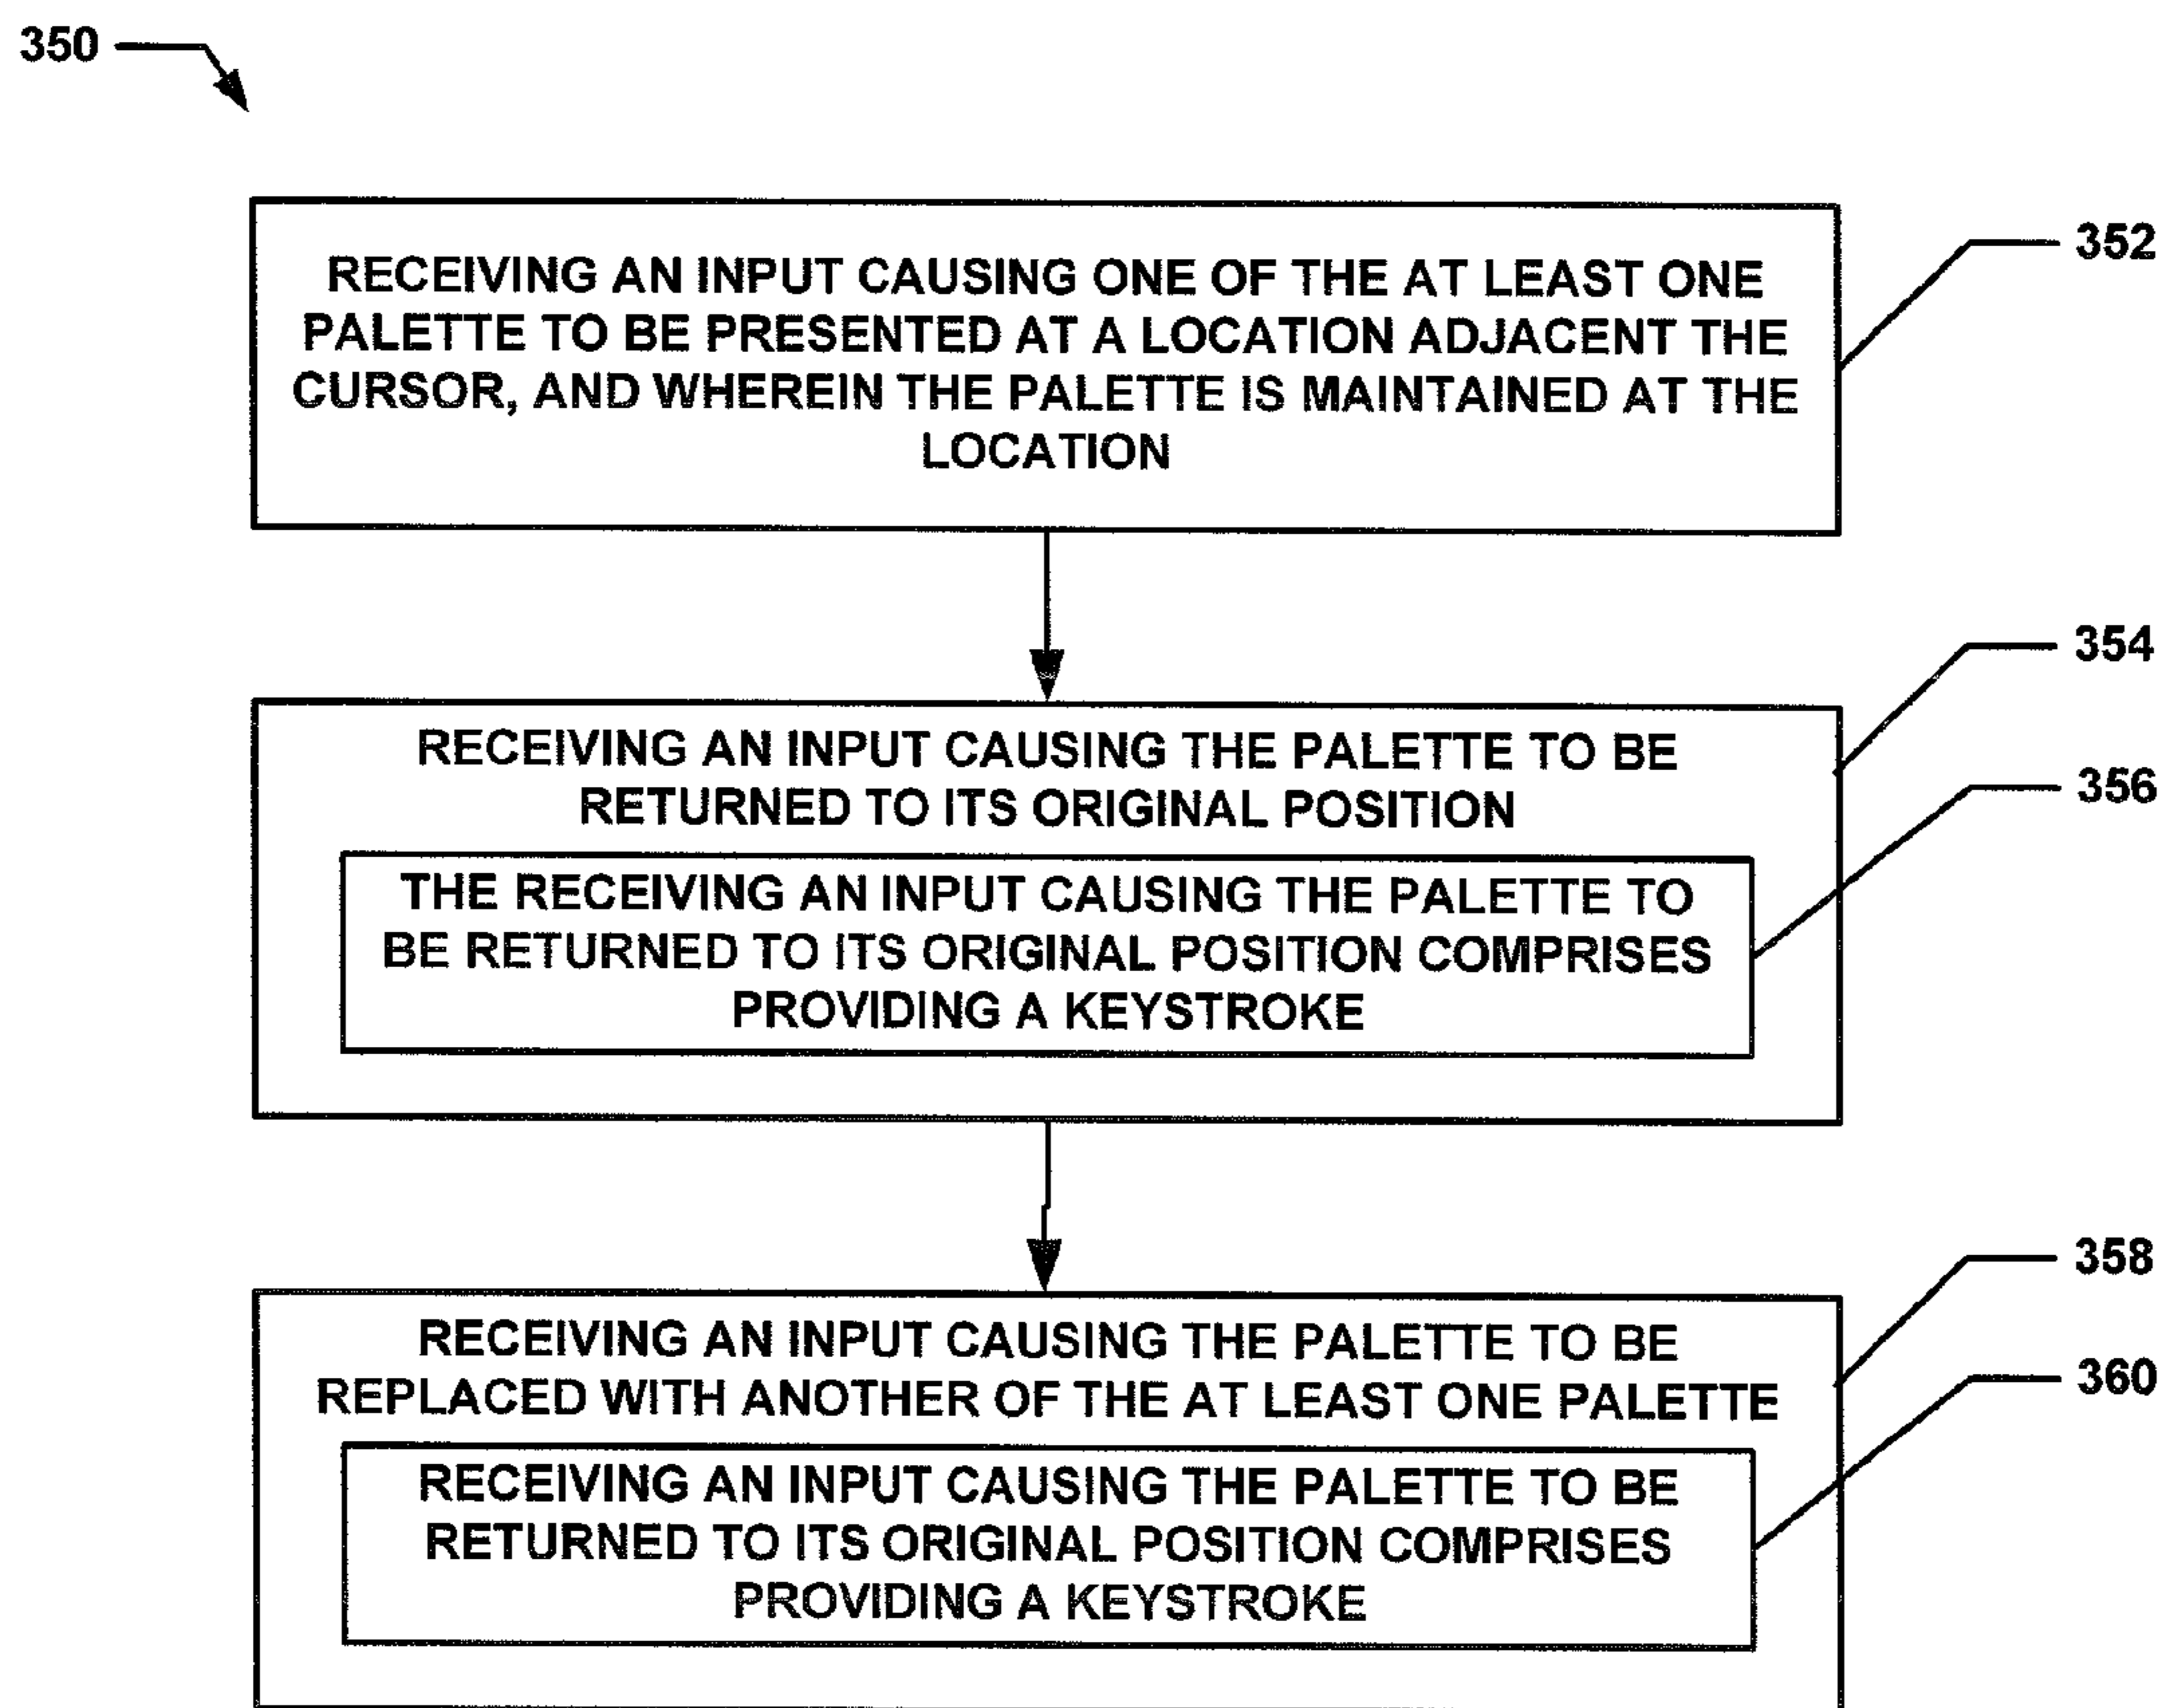 350
352
RECEIVING AN INPUT CAUSING ONE OF THE AT LEAST ONE
PALETTE TO BE PRESENTED AT A LOCATION ADJACENT THE
CURSOR, AND WHEREIN THE PALETTE IS MAINTAINED AT THE
LOCATION
354
RECEIVING AN INPUT CAUSING THE PALETTE TO BE
RETURNED TO ITS ORIGINAL POSITION
356
THE RECEIVING AN INPUT CAUSING THE PALETTE TO
BE RETURNED TO ITS ORIGINAL POSITION COMPRISES
PROVIDING A KEYSTROKE
358
RECEIVING AN INPUT CAUSING THE PALETTE TO BE
REPLACED WITH ANOTHER OF THE AT LEAST ONE PALETTE
360
RECEIVING AN INPUT CAUSING THE PALETTE TO BE
RETURNED TO ITS ORIGINAL POSITION COMPRISES
PROVIDING A KEYSTROKE